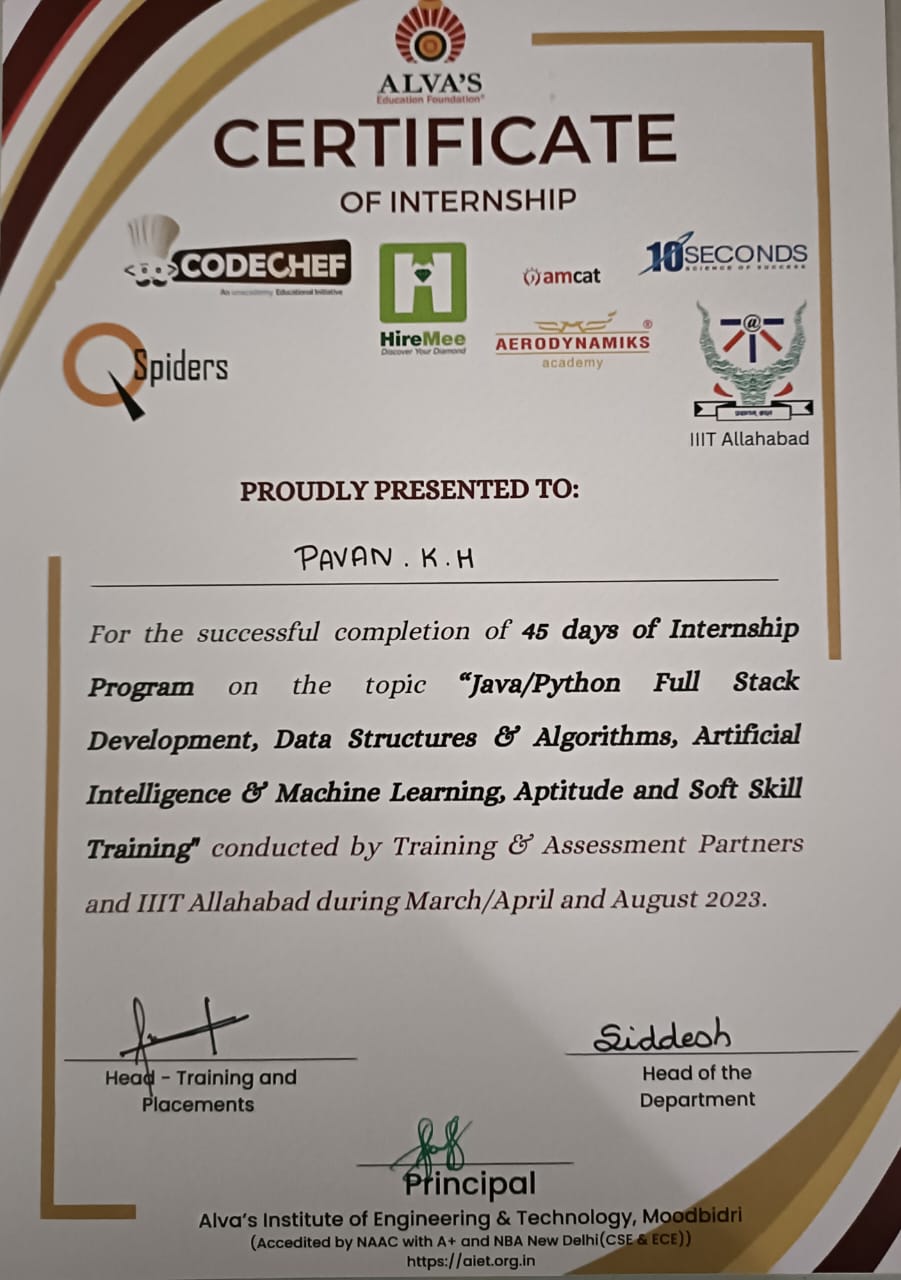 ALVA'S
Education Foundation®
CERTIFICATE
OF INTERNSHIP
CODECHEF
An unacademy Educational Initiative
HireMee
Discover Your Diamond
amcat
10SECONDS
SCIENCE OF SUCCESS
QSpiders
AERODYNAMIKS®
academy
IIIT Allahabad
PROUDLY PRESENTED TO:
PAVAN . K . H
For the successful completion of 45 days of Internship
Program on the topic “Java/Python Full Stack
Development, Data Structures & Algorithms, Artificial
Intelligence & Machine Learning, Aptitude and Soft Skill
Training” conducted by Training & Assessment Partners
and IIIT Allahabad during March/April and August 2023.
Siddesh
Head – Training and
Placements
Head of the
Department
Principal
Alva’s Institute of Engineering & Technology, Moodbidri
(Accredited by NAAC with A+ and NBA New Delhi(CSE & ECE))
https://aiet.org.in